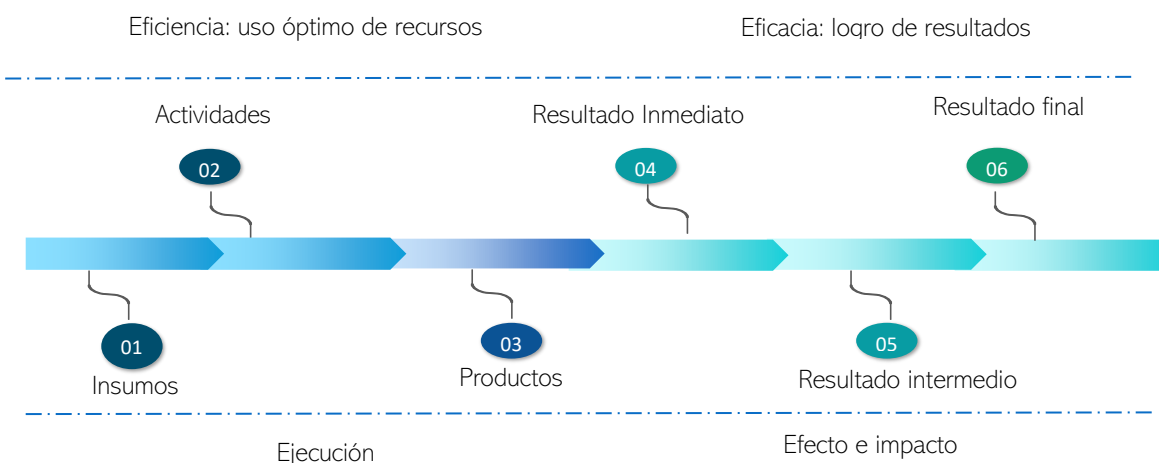 Eficiencia: uso óptimo de recursos
Eficacia: logro de resultados
Actividades
Resultado Inmediato
Resultado final
02
04
06
01
03
05
Insumos
Productos
Resultado intermedio
Ejecución
Efecto e impacto